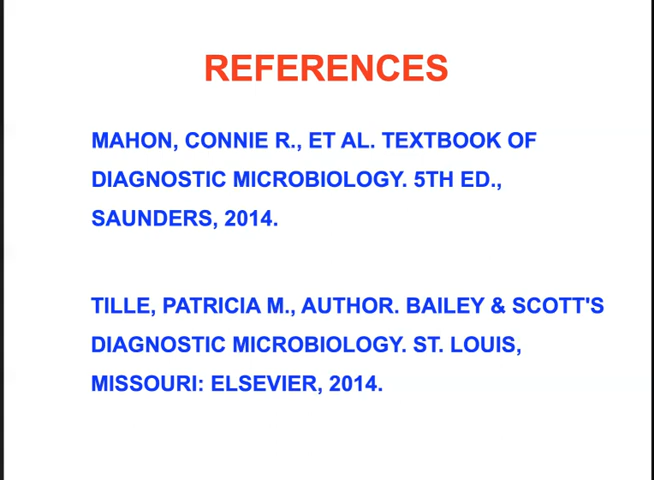 REFERENCES
MAHON, CONNIE R., ET AL. TEXTBOOK OF
DIAGNOSTIC MICROBIOLOGY. 5TH ED.,
SAUNDERS, 2014.
TILLE, PATRICIA M., AUTHOR. BAILEY & SCOTT'S
DIAGNOSTIC MICROBIOLOGY. ST. LOUIS,
MISSOURI: ELSEVIER, 2014.